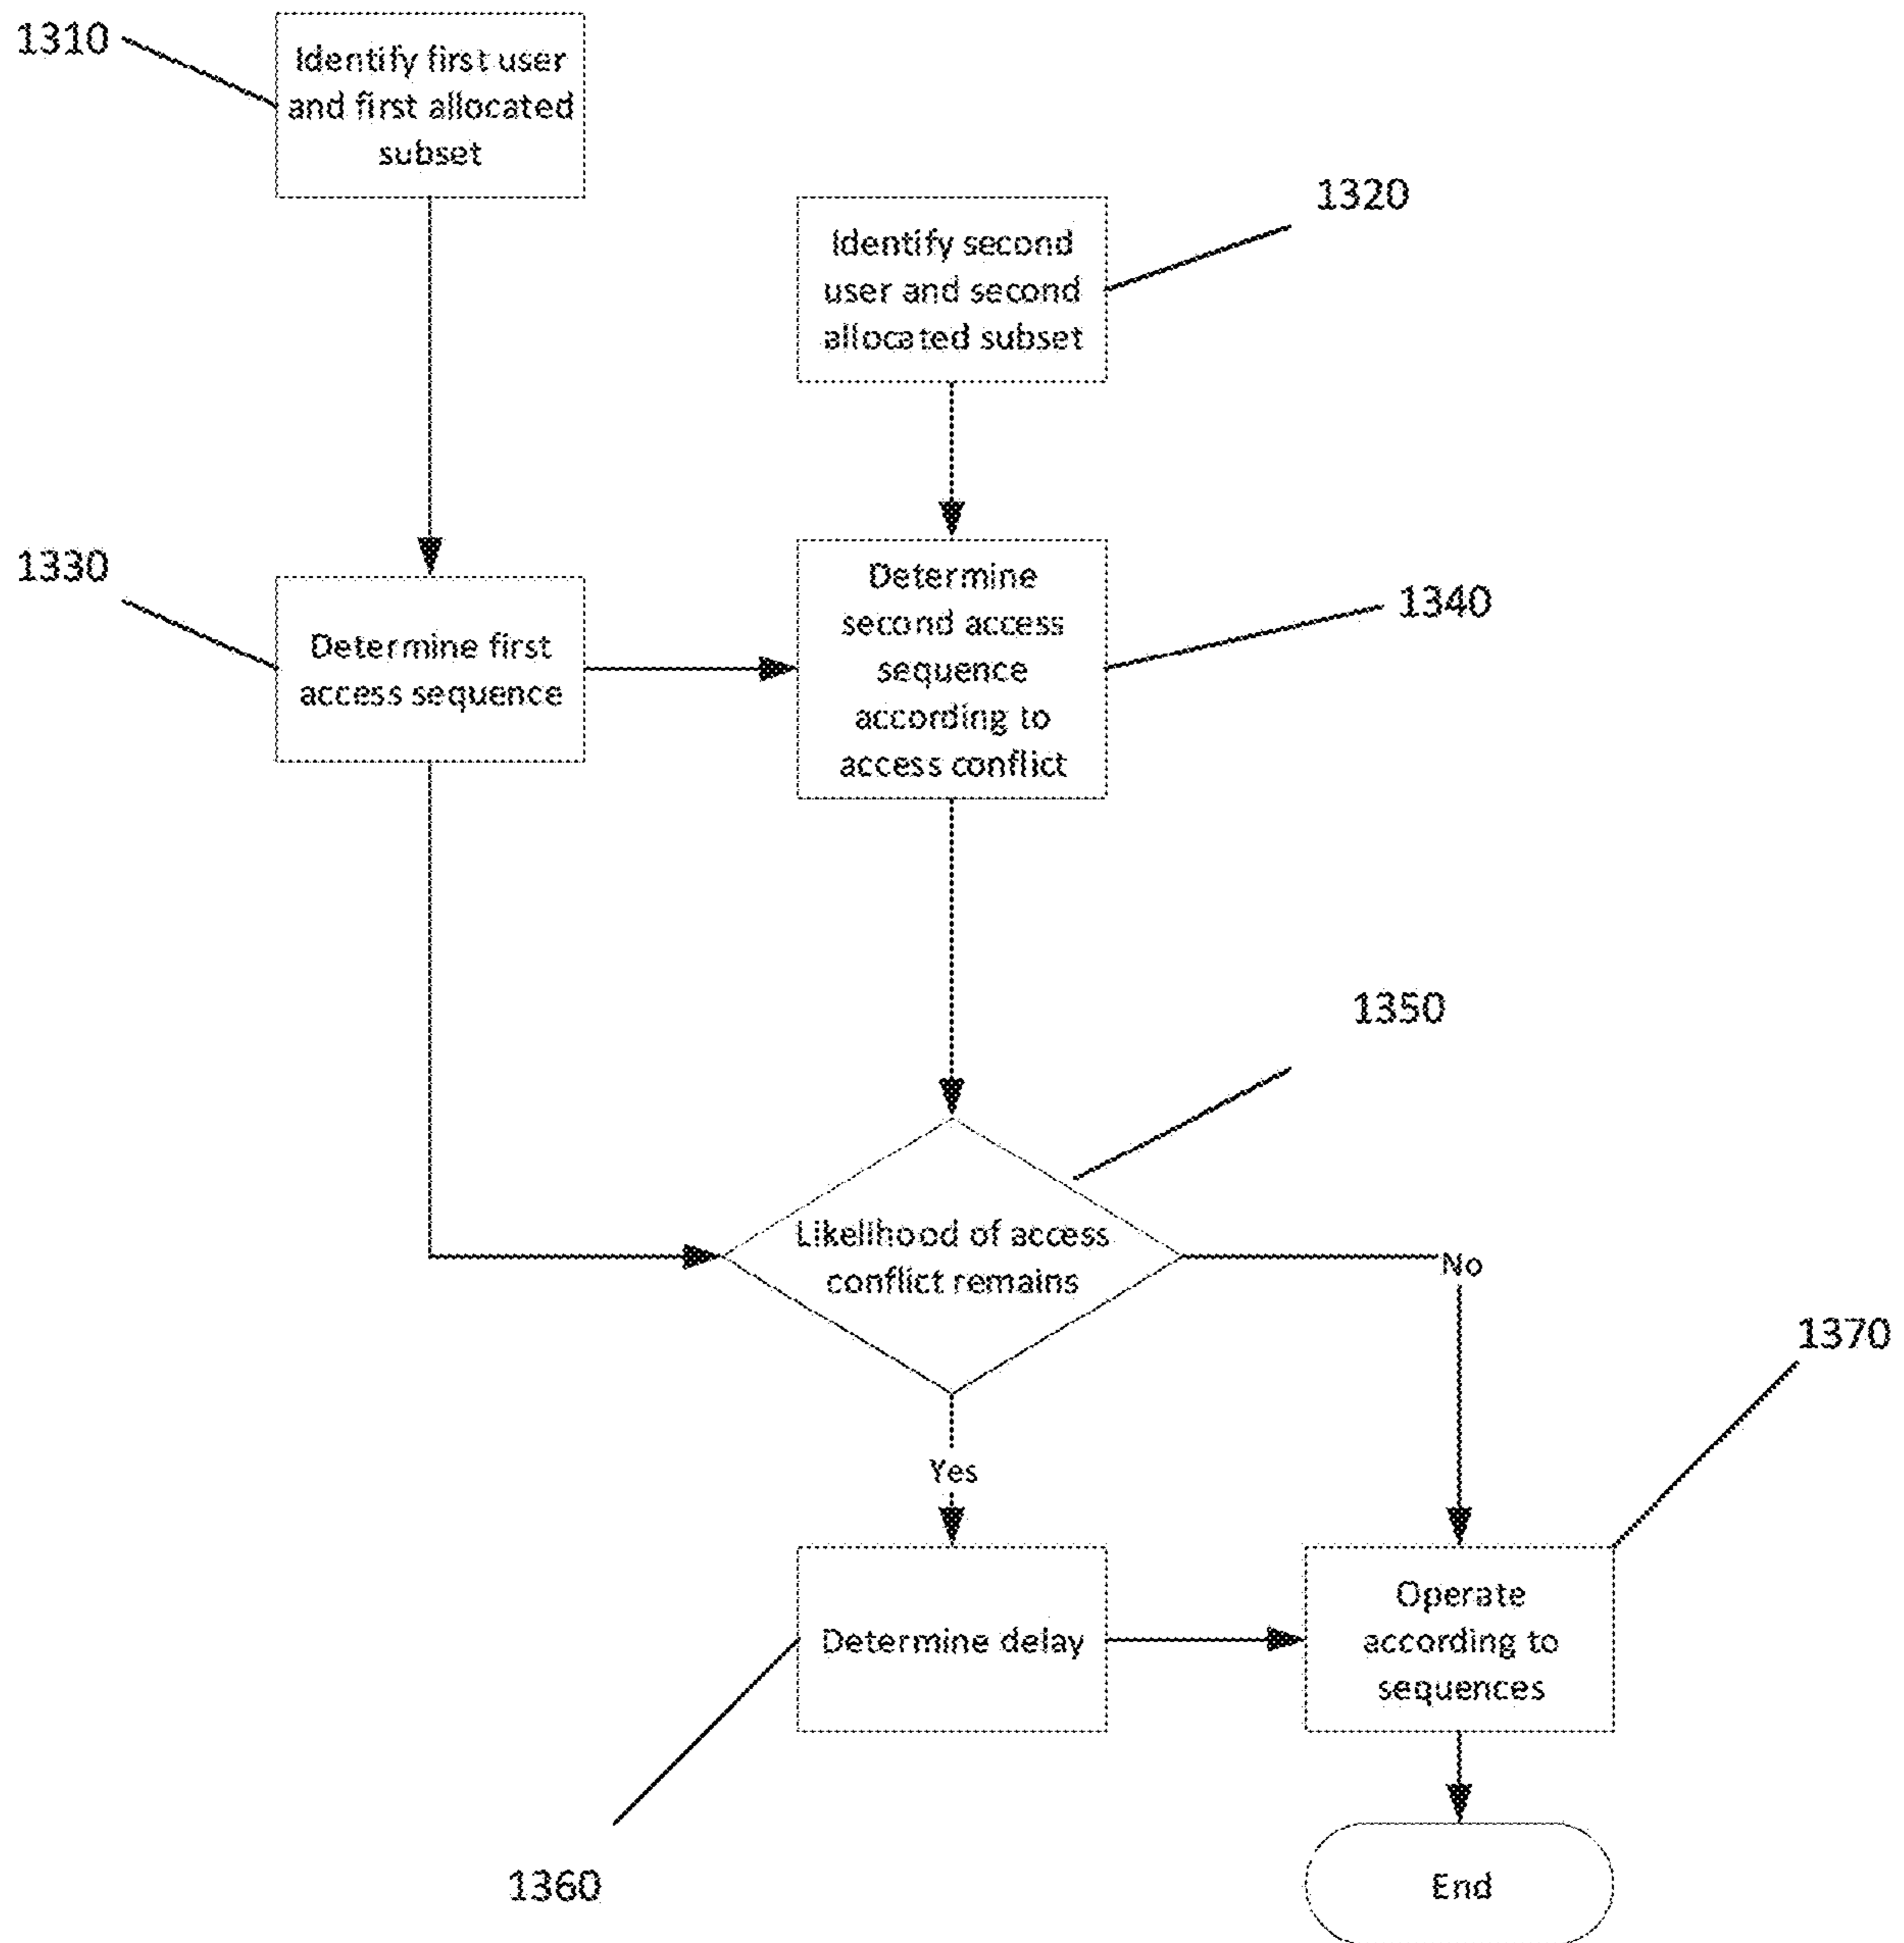 1310
Identify first user
and first allocated
subset
1320
Identify second
user and second
allocated subset
1330
Determine first
access sequence
Determine
second access
sequence
according to
access conflict
1340
1350
Likelihood of access
conflict remains
No
1370
Yes
Determine delay
Operate
according to
sequences
1360
End